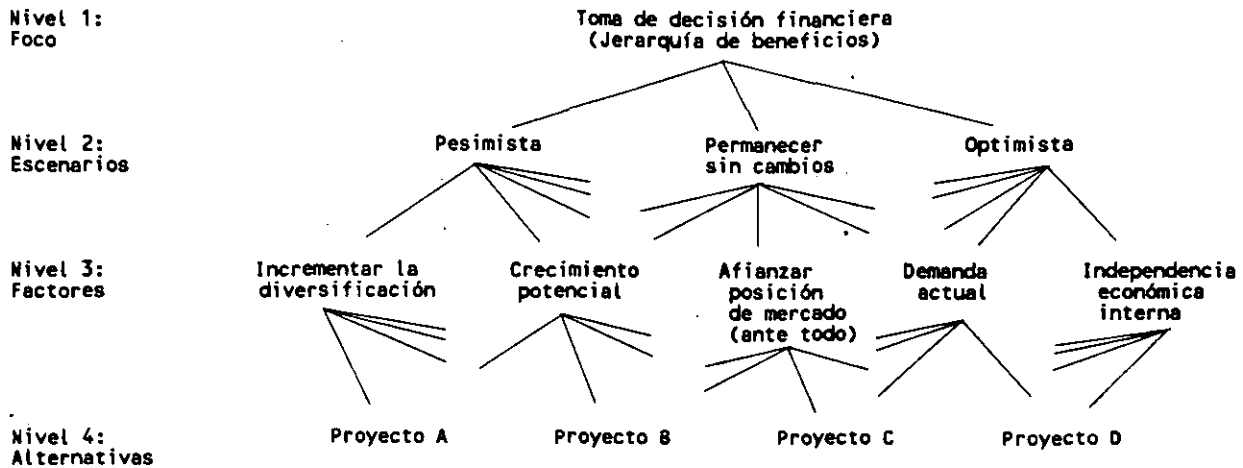 Nivel 1:
Foco
Toma de decisión financiera
(Jerarquía de beneficios)
Nivel 2:
Escenarios
Pesimista
Permanecer
sin cambios
Optimista
Nivel 3:
Factores
Incrementar la
diversificación
Crecimiento
potencial
Afianzar
posición
de mercado
(ante todo)
Demanda
actual
Independencia
económica
interna
Nivel 4:
Alternativas
Proyecto A
Proyecto B
Proyecto C
Proyecto D